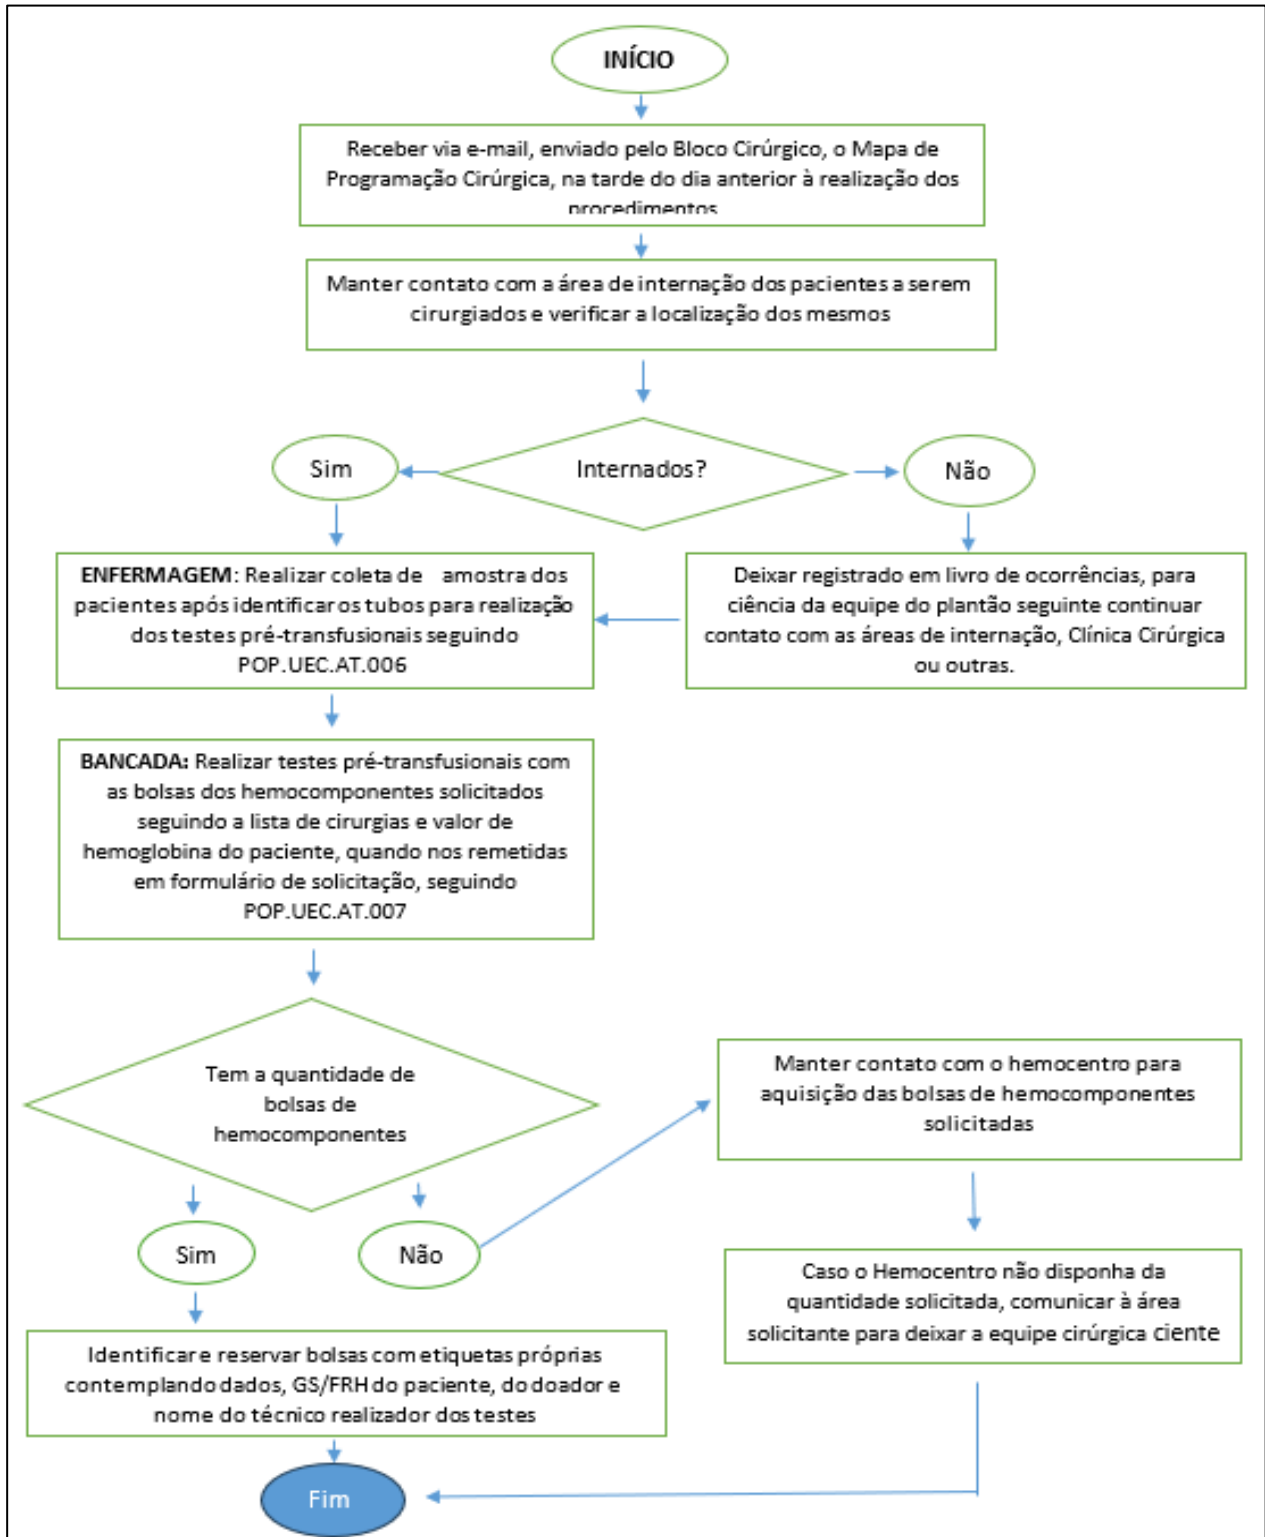 INÍCIO
Receber via e-mail, enviado pelo Bloco Cirúrgico, o Mapa de
Programação Cirúrgica, na tarde do dia anterior à realização dos
procedimentos
Manter contato com a área de internação dos pacientes a serem
cirurgiados e verificar a localização dos mesmos
Internados?
Sim
Não
ENFERMAGEM: Realizar coleta de amostra dos
pacientes após identificar os tubos para realização
dos testes pré-transfusionais seguindo
POP.UEC.AT.006
Deixar registrado em livro de ocorrências, para
ciência da equipe do plantão seguinte continuar
contato com as áreas de internação, Clínica Cirúrgica
ou outras.
BANCADA: Realizar testes pré-transfusionais com
as bolsas dos hemocomponentes solicitados
seguindo a lista de cirurgias e valor de
hemoglobina do paciente, quando nos remetidas
em formulário de solicitação, seguindo
POP.UEC.AT.007
Tem a quantidade de
bolsas de
hemocomponentes
Sim
Não
Manter contato com o hemocentro para
aquisição das bolsas de hemocomponentes
solicitadas
Caso o Hemocentro não disponha da
quantidade solicitada, comunicar à área
solicitante para deixar a equipe cirúrgica ciente
Identificar e reservar bolsas com etiquetas próprias
contemplando dados, GS/FRH do paciente, do doador e
nome do técnico realizador dos testes
Fim